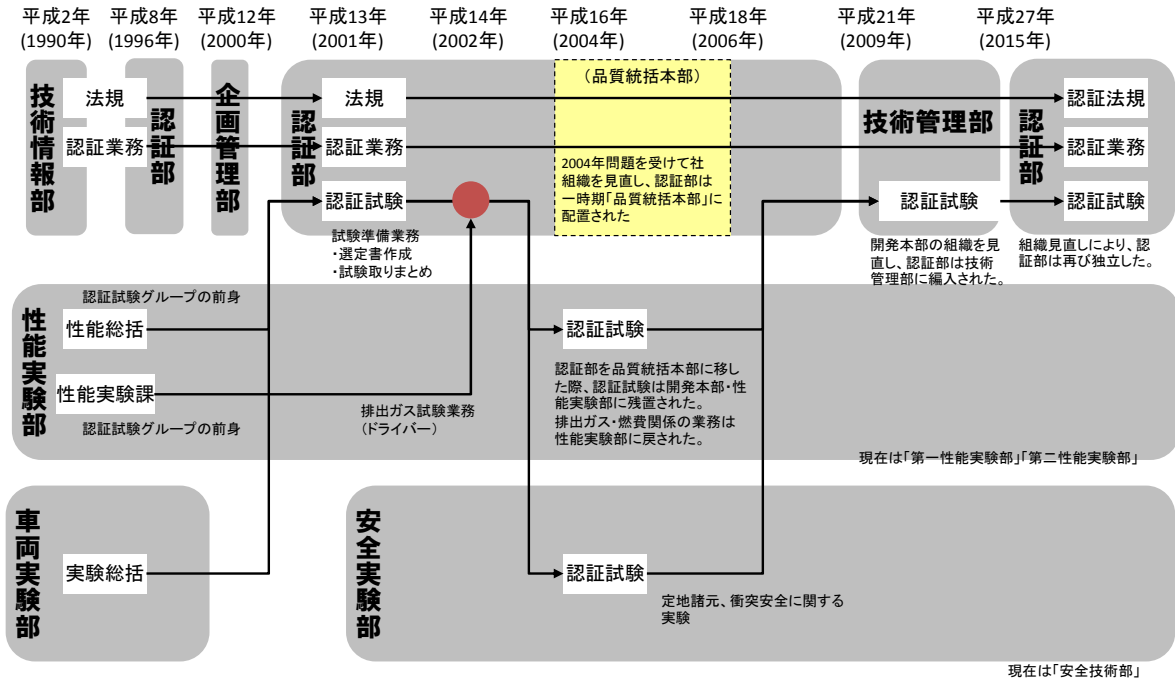 平成2年
(1990年)
平成8年
(1996年)
平成12年
(2000年)
平成13年
(2001年)
平成14年
(2002年)
平成16年
(2004年)
平成18年
(2006年)
平成21年
(2009年)
平成27年
(2015年)
技術情報部
法規
認証業務
認証部
企画管理部
認証部
法規
認証業務
認証試験
試験準備業務
・選定書作成
・試験取りまとめ
（品質統括本部）
2004年問題を受けて社
組織を見直し、認証部は
一時期「品質統括本部」に
配置された
技術管理部
認証試験
開発本部の組織を見
直し、認証部は技術
管理部に編入された。
認証部
認証法規
認証業務
認証試験
組織見直しにより、認
証部は再び独立した。
性能実験部
認証試験グループの前身
性能総括
性能実験課
認証試験グループの前身
排出ガス試験業務
（ドライバー）
認証試験
認証部を品質統括本部に移し
た際、認証試験は開発本部・性
能実験部に残置された。
排出ガス・燃費関係の業務は
性能実験部に戻された。
現在は「第一性能実験部」「第二性能実験部」
車両実験部
実験総括
安全実験部
認証試験
定地諸元、衝突安全に関する
実験
現在は「安全技術部」